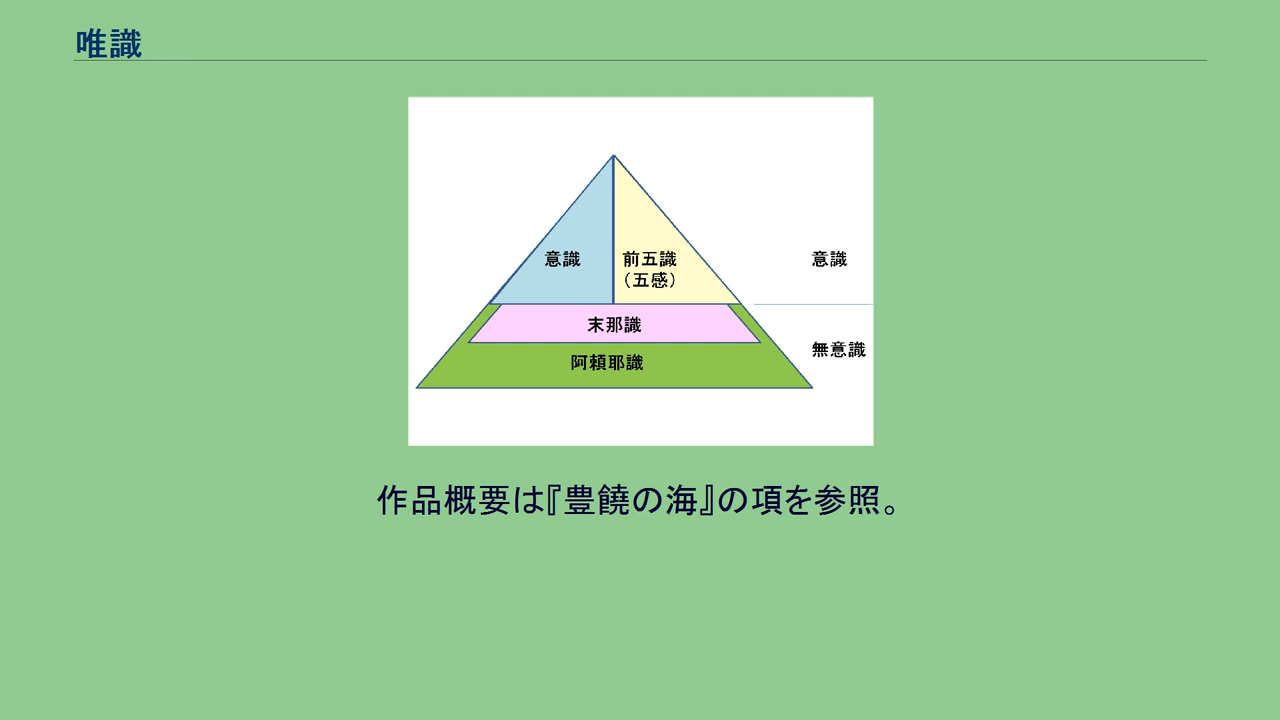 唯識
意識
前五識
（五感）
意識
末那識
無意識
阿頼耶識
作品概要は『豊饒の海』の項を参照。